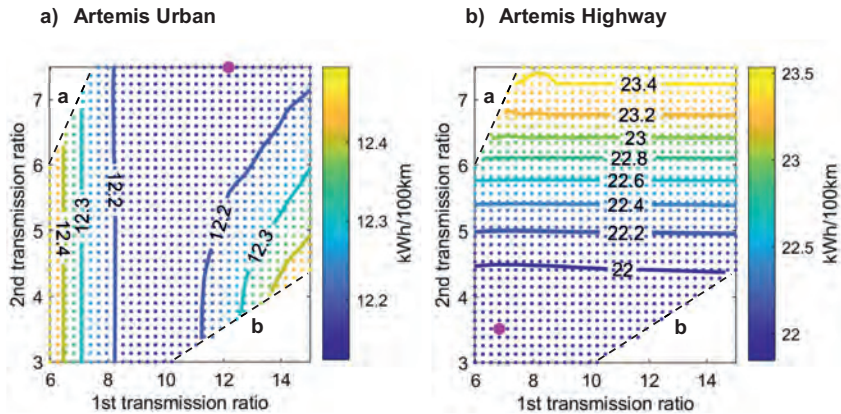 a) Artemis Urban
7
6
5
4
3
6 8 10 12 14
2nd transmission ratio
1st transmission ratio
a
b
12.4
12.3
12.2
12.2
12.3
12.4
12.3
12.2
kWh/100km
b) Artemis Highway
7
6
5
4
3
6 8 10 12 14
2nd transmission ratio
1st transmission ratio
a
b
23.4
23.2
23
22.8
22.6
22.4
22.2
22
23.5
23
22.5
22
kWh/100km